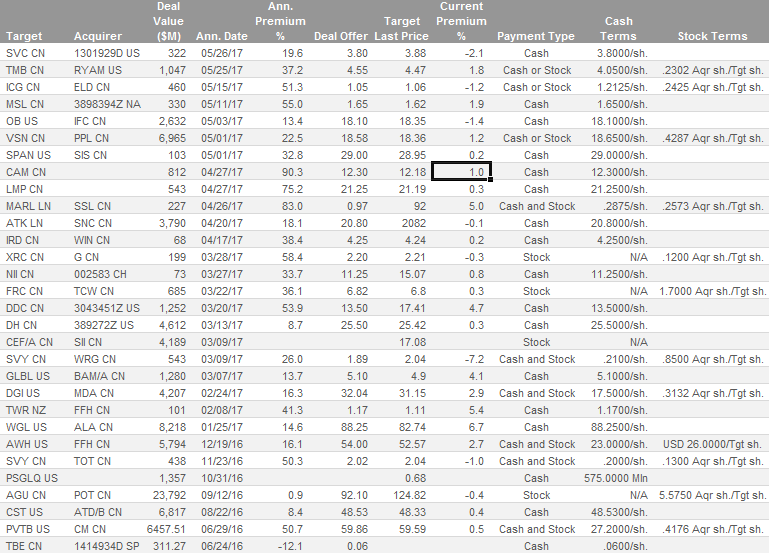 Deal Ann. Current
Value Premium Target Premium Cash
Target Acquirer ($M) Ann. Date % Deal Offer Last Price % Payment Type Terms Stock Terms
SVC CN 1301929D US 322 05/26/17 19.6 3.80 3.88 -2.1 Cash 3.8000/sh.
TMB CN RYAM US 1,047 05/25/17 37.2 4.55 4.47 1.8 Cash or Stock 4.0500/sh. .2302 Aqr sh./Tgt sh.
ICG CN ELD CN 460 05/15/17 51.3 1.05 1.06 -1.2 Cash or Stock 1.2125/sh. .2425 Aqr sh./Tgt sh.
MSL CN 3898394Z NA 330 05/11/17 55.0 1.65 1.62 1.9 Cash 1.6500/sh.
OB US IFC CN 2,632 05/03/17 13.4 18.10 18.35 -1.4 Cash 18.1000/sh.
VSN CN PPL CN 6,965 05/01/17 22.5 18.58 18.36 1.2 Cash or Stock 18.6500/sh. .4287 Aqr sh./Tgt sh.
SPAN US SIS CN 103 05/01/17 32.8 29.00 28.95 0.2 Cash 29.0000/sh.
CAM CN 812 04/27/17 90.3 12.30 12.18 1.0 Cash 12.3000/sh.
LMP CN 543 04/27/17 75.2 21.25 21.19 0.3 Cash 21.2500/sh.
MARL LN SSL CN 227 04/26/17 83.0 0.97 92 5.0 Cash and Stock .2875/sh. .2573 Aqr sh./Tgt sh.
ATK LN SNC CN 3,790 04/20/17 18.1 20.80 2082 -0.1 Cash 20.8000/sh.
IRD CN WIN CN 68 04/17/17 38.4 4.25 4.24 0.2 Cash 4.2500/sh.
XRC CN G CN 199 03/28/17 58.4 2.20 2.21 -0.3 Stock N/A .1200 Aqr sh./Tgt sh.
NII CN 002583 CH 73 03/27/17 33.7 11.25 15.07 0.8 Cash 11.2500/sh.
FRC CN TCW CN 685 03/22/17 36.1 6.82 6.8 0.3 Stock N/A 1.7000 Aqr sh./Tgt sh.
DDC CN 3043451Z US 1,252 03/20/17 53.9 13.50 17.41 4.7 Cash 13.5000/sh.
DH CN 389272Z US 4,612 03/13/17 8.7 25.50 25.42 0.3 Cash 25.5000/sh.
CEF/A CN SII CN 4,189 03/09/17 17.08 Stock N/A
SVY CN WRG CN 543 03/09/17 26.0 1.89 2.04 -7.2 Cash and Stock .2100/sh. .8500 Aqr sh./Tgt sh.
GLBL US BAM/A CN 1,280 03/07/17 13.7 5.10 4.9 4.1 Cash 5.1000/sh.
DGI US MDA CN 4,207 02/24/17 16.3 32.04 31.15 2.9 Cash and Stock 17.5000/sh. .3132 Aqr sh./Tgt sh.
TWR NZ FFH CN 101 02/08/17 41.3 1.17 1.11 5.4 Cash 1.1700/sh.
WGL US ALA CN 8,218 01/25/17 14.6 88.25 82.74 6.7 Cash 88.2500/sh.
AWH US FFH CN 5,794 12/19/16 16.1 54.00 52.57 2.7 Cash and Stock 23.0000/sh. USD 26.0000/Tgt sh.
SVY CN TOT CN 438 11/23/16 50.3 2.02 2.04 -1.0 Cash and Stock .2000/sh. .1300 Aqr sh./Tgt sh.
PSGLQ US 1,357 10/31/16 0.68 Cash 575.0000 Mln
AGU CN POT CN 23,792 09/12/16 0.9 92.10 124.82 -0.4 Stock N/A 5.5750 Aqr sh./Tgt sh.
CST US ATD/B CN 6,817 08/22/16 8.4 48.53 48.33 0.4 Cash 48.5300/sh.
PVTB US CM CN 6457.51 06/29/16 50.7 59.86 59.59 0.5 Cash and Stock 27.2000/sh. .4176 Aqr sh./Tgt sh.
TBE CN 1414934D SP 311.27 06/24/16 -12.1 0.06 Cash .0600/sh.